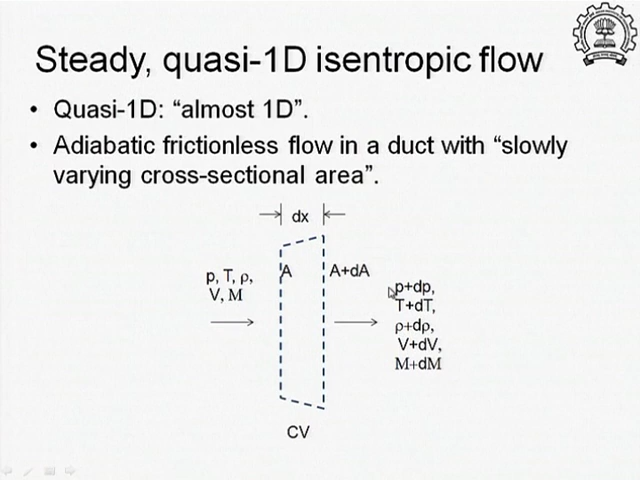 Steady, quasi-1D isentropic flow
• Quasi-1D: “almost 1D”.
• Adiabatic frictionless flow in a duct with “slowly
varying cross-sectional area”.
dx
p, T, ρ,
V, M
A
A+dA
p+dp,
T+dT,
ρ+dρ,
V+dV,
M+dM
CV